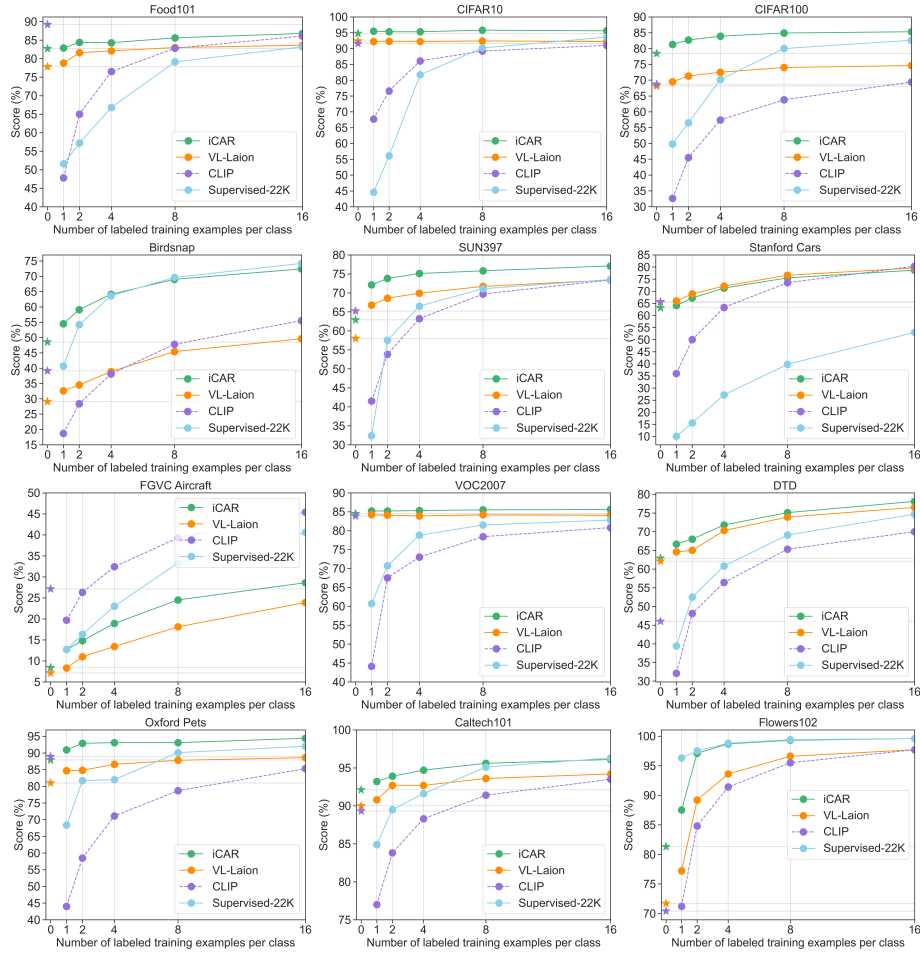 Food101
Score (%)
90
85
80
75
70
65
60
55
50
45
40
iCAR
VL-Laion
CLIP
Supervised-22K
0 1 2 4 8 16
Number of labeled training examples per class
CIFAR10
Score (%)
100
95
90
85
80
75
70
65
60
55
50
45
40
iCAR
VL-Laion
CLIP
Supervised-22K
0 1 2 4 8 16
Number of labeled training examples per class
CIFAR100
Score (%)
90
85
80
75
70
65
60
55
50
45
40
35
30
iCAR
VL-Laion
CLIP
Supervised-22K
0 1 2 4 8 16
Number of labeled training examples per class
Birdsnap
Score (%)
75
70
65
60
55
50
45
40
35
30
25
20
15
iCAR
VL-Laion
CLIP
Supervised-22K
0 1 2 4 8 16
Number of labeled training examples per class
SUN397
Score (%)
80
75
70
65
60
55
50
45
40
35
30
iCAR
VL-Laion
CLIP
Supervised-22K
0 1 2 4 8 16
Number of labeled training examples per class
Stanford Cars
Score (%)
85
80
75
70
65
60
55
50
45
40
35
30
25
20
15
10
iCAR
VL-Laion
CLIP
Supervised-22K
0 1 2 4 8 16
Number of labeled training examples per class
FGVC Aircraft
Score (%)
50
45
40
35
30
25
20
15
10
5
iCAR
VL-Laion
CLIP
Supervised-22K
0 1 2 4 8 16
Number of labeled training examples per class
VOC2007
Score (%)
90
85
80
75
70
65
60
55
50
45
40
iCAR
VL-Laion
CLIP
Supervised-22K
0 1 2 4 8 16
Number of labeled training examples per class
DTD
Score (%)
80
75
70
65
60
55
50
45
40
35
30
iCAR
VL-Laion
CLIP
Supervised-22K
0 1 2 4 8 16
Number of labeled training examples per class
Oxford Pets
Score (%)
95
90
85
80
75
70
65
60
55
50
45
40
iCAR
VL-Laion
CLIP
Supervised-22K
0 1 2 4 8 16
Number of labeled training examples per class
Caltech101
Score (%)
100
95
90
85
80
75
iCAR
VL-Laion
CLIP
Supervised-22K
0 1 2 4 8 16
Number of labeled training examples per class
Flowers102
Score (%)
100
95
90
85
80
75
70
iCAR
VL-Laion
CLIP
Supervised-22K
0 1 2 4 8 16
Number of labeled training examples per class